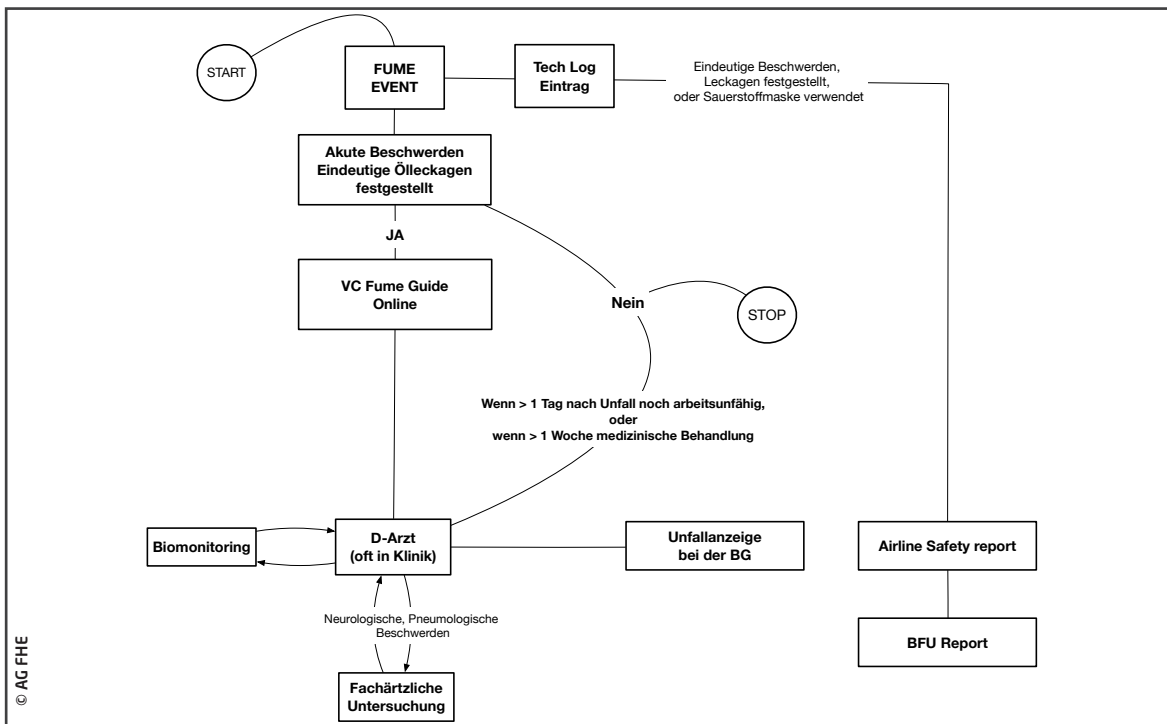 START
FUME
EVENT
Tech Log
Eintrag
Eindeutige Beschwerden,
Leckagen festgestellt,
oder Sauerstoffmaske verwendet
Akute Beschwerden
Eindeutige Ölleckagen
festgestellt
JA
VC Fume Guide
Online
Nein
STOP
Wenn > 1 Tag nach Unfall noch arbeitsunfähig,
oder
wenn > 1 Woche medizinische Behandlung
Biomonitoring
D-Arzt
(oft in Klinik)
Unfallanzeige
bei der BG
Airline Safety report
Neurologische, Pneumologische
Beschwerden
BFU Report
Fachärtzliche
Untersuchung
© AG FHE